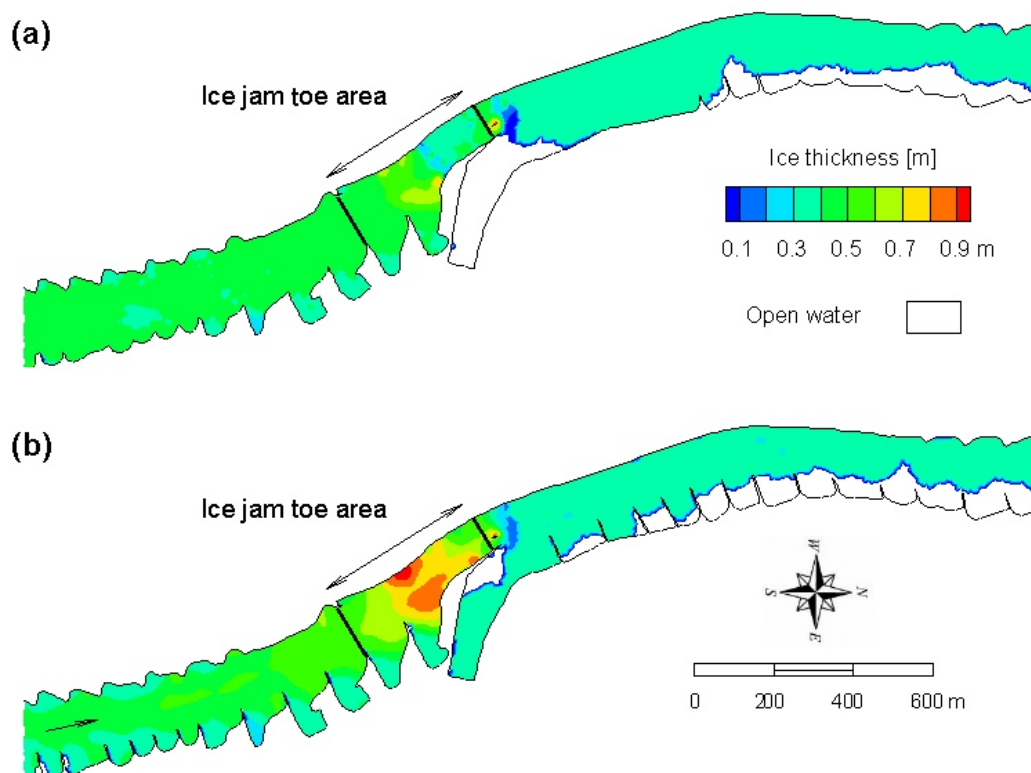 (a)
Ice jam toe area
Ice thickness [m]
0.1 0.3 0.5 0.7 0.9 m
Open water
(b)
Ice jam toe area
W
S N
E
0 200 400 600 m